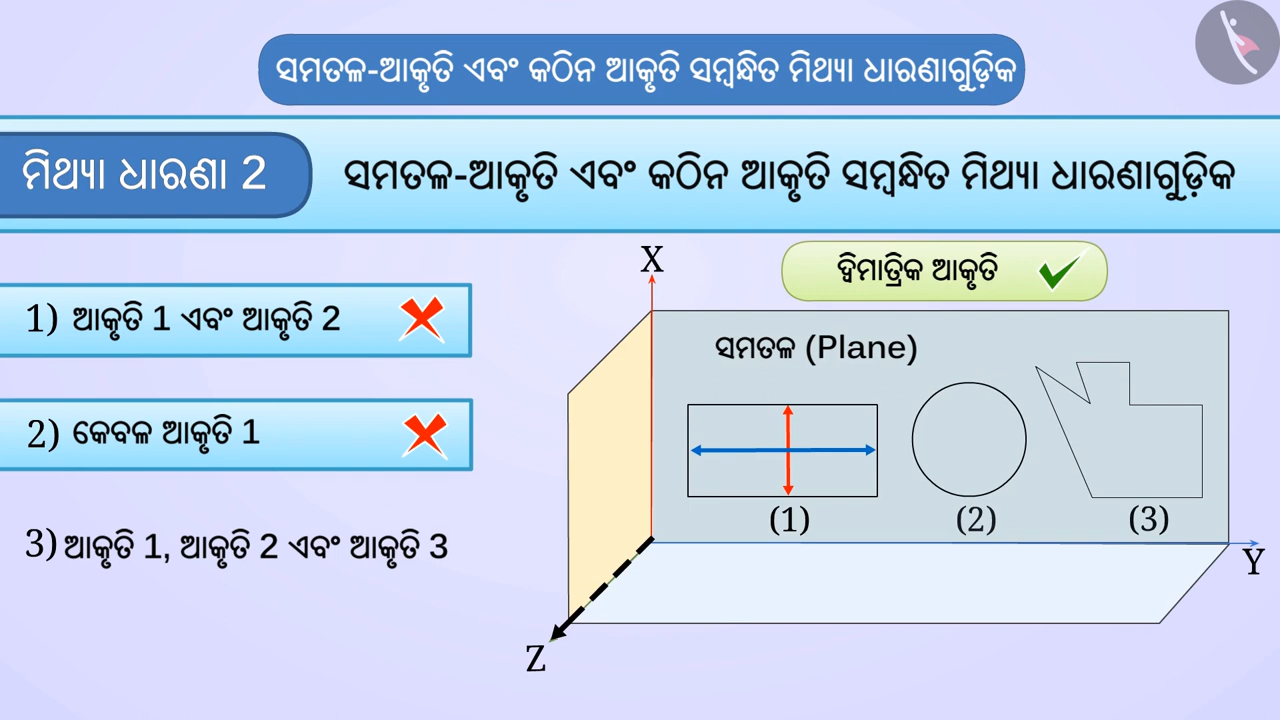 ସମତଳ-ଆକୃତି ଏବଂ କଠିନ ଆକୃତି ସମ୍ବନ୍ଧିତ ମିଥ୍ୟା ଧାରଣାଗୁଡ଼ିକ
ମିଥ୍ୟା ଧାରଣା 2
ସମତଳ-ଆକୃତି ଏବଂ କଠିନ ଆକୃତି ସମ୍ବନ୍ଧିତ ମିଥ୍ୟା ଧାରଣାଗୁଡ଼ିକ
1) ଆକୃତି 1 ଏବଂ ଆକୃତି 2
2) କେବଳ ଆକୃତି 1
3) ଆକୃତି 1, ଆକୃତି 2 ଏବଂ ଆକୃତି 3
X
ଦ୍ୱିମାତ୍ରିକ ଆକୃତି
ସମତଳ (Plane)
(1)
(2)
(3)
Y
Z